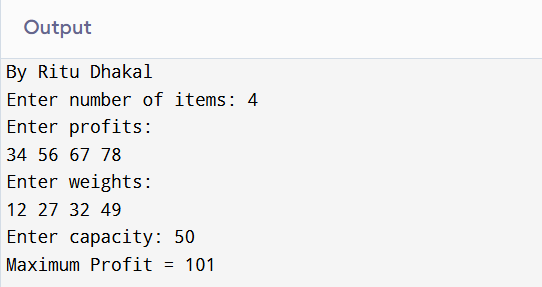 Output
By Ritu Dhakal
Enter number of items: 4
Enter profits:
34 56 67 78
Enter weights:
12 27 32 49
Enter capacity: 50
Maximum Profit = 101